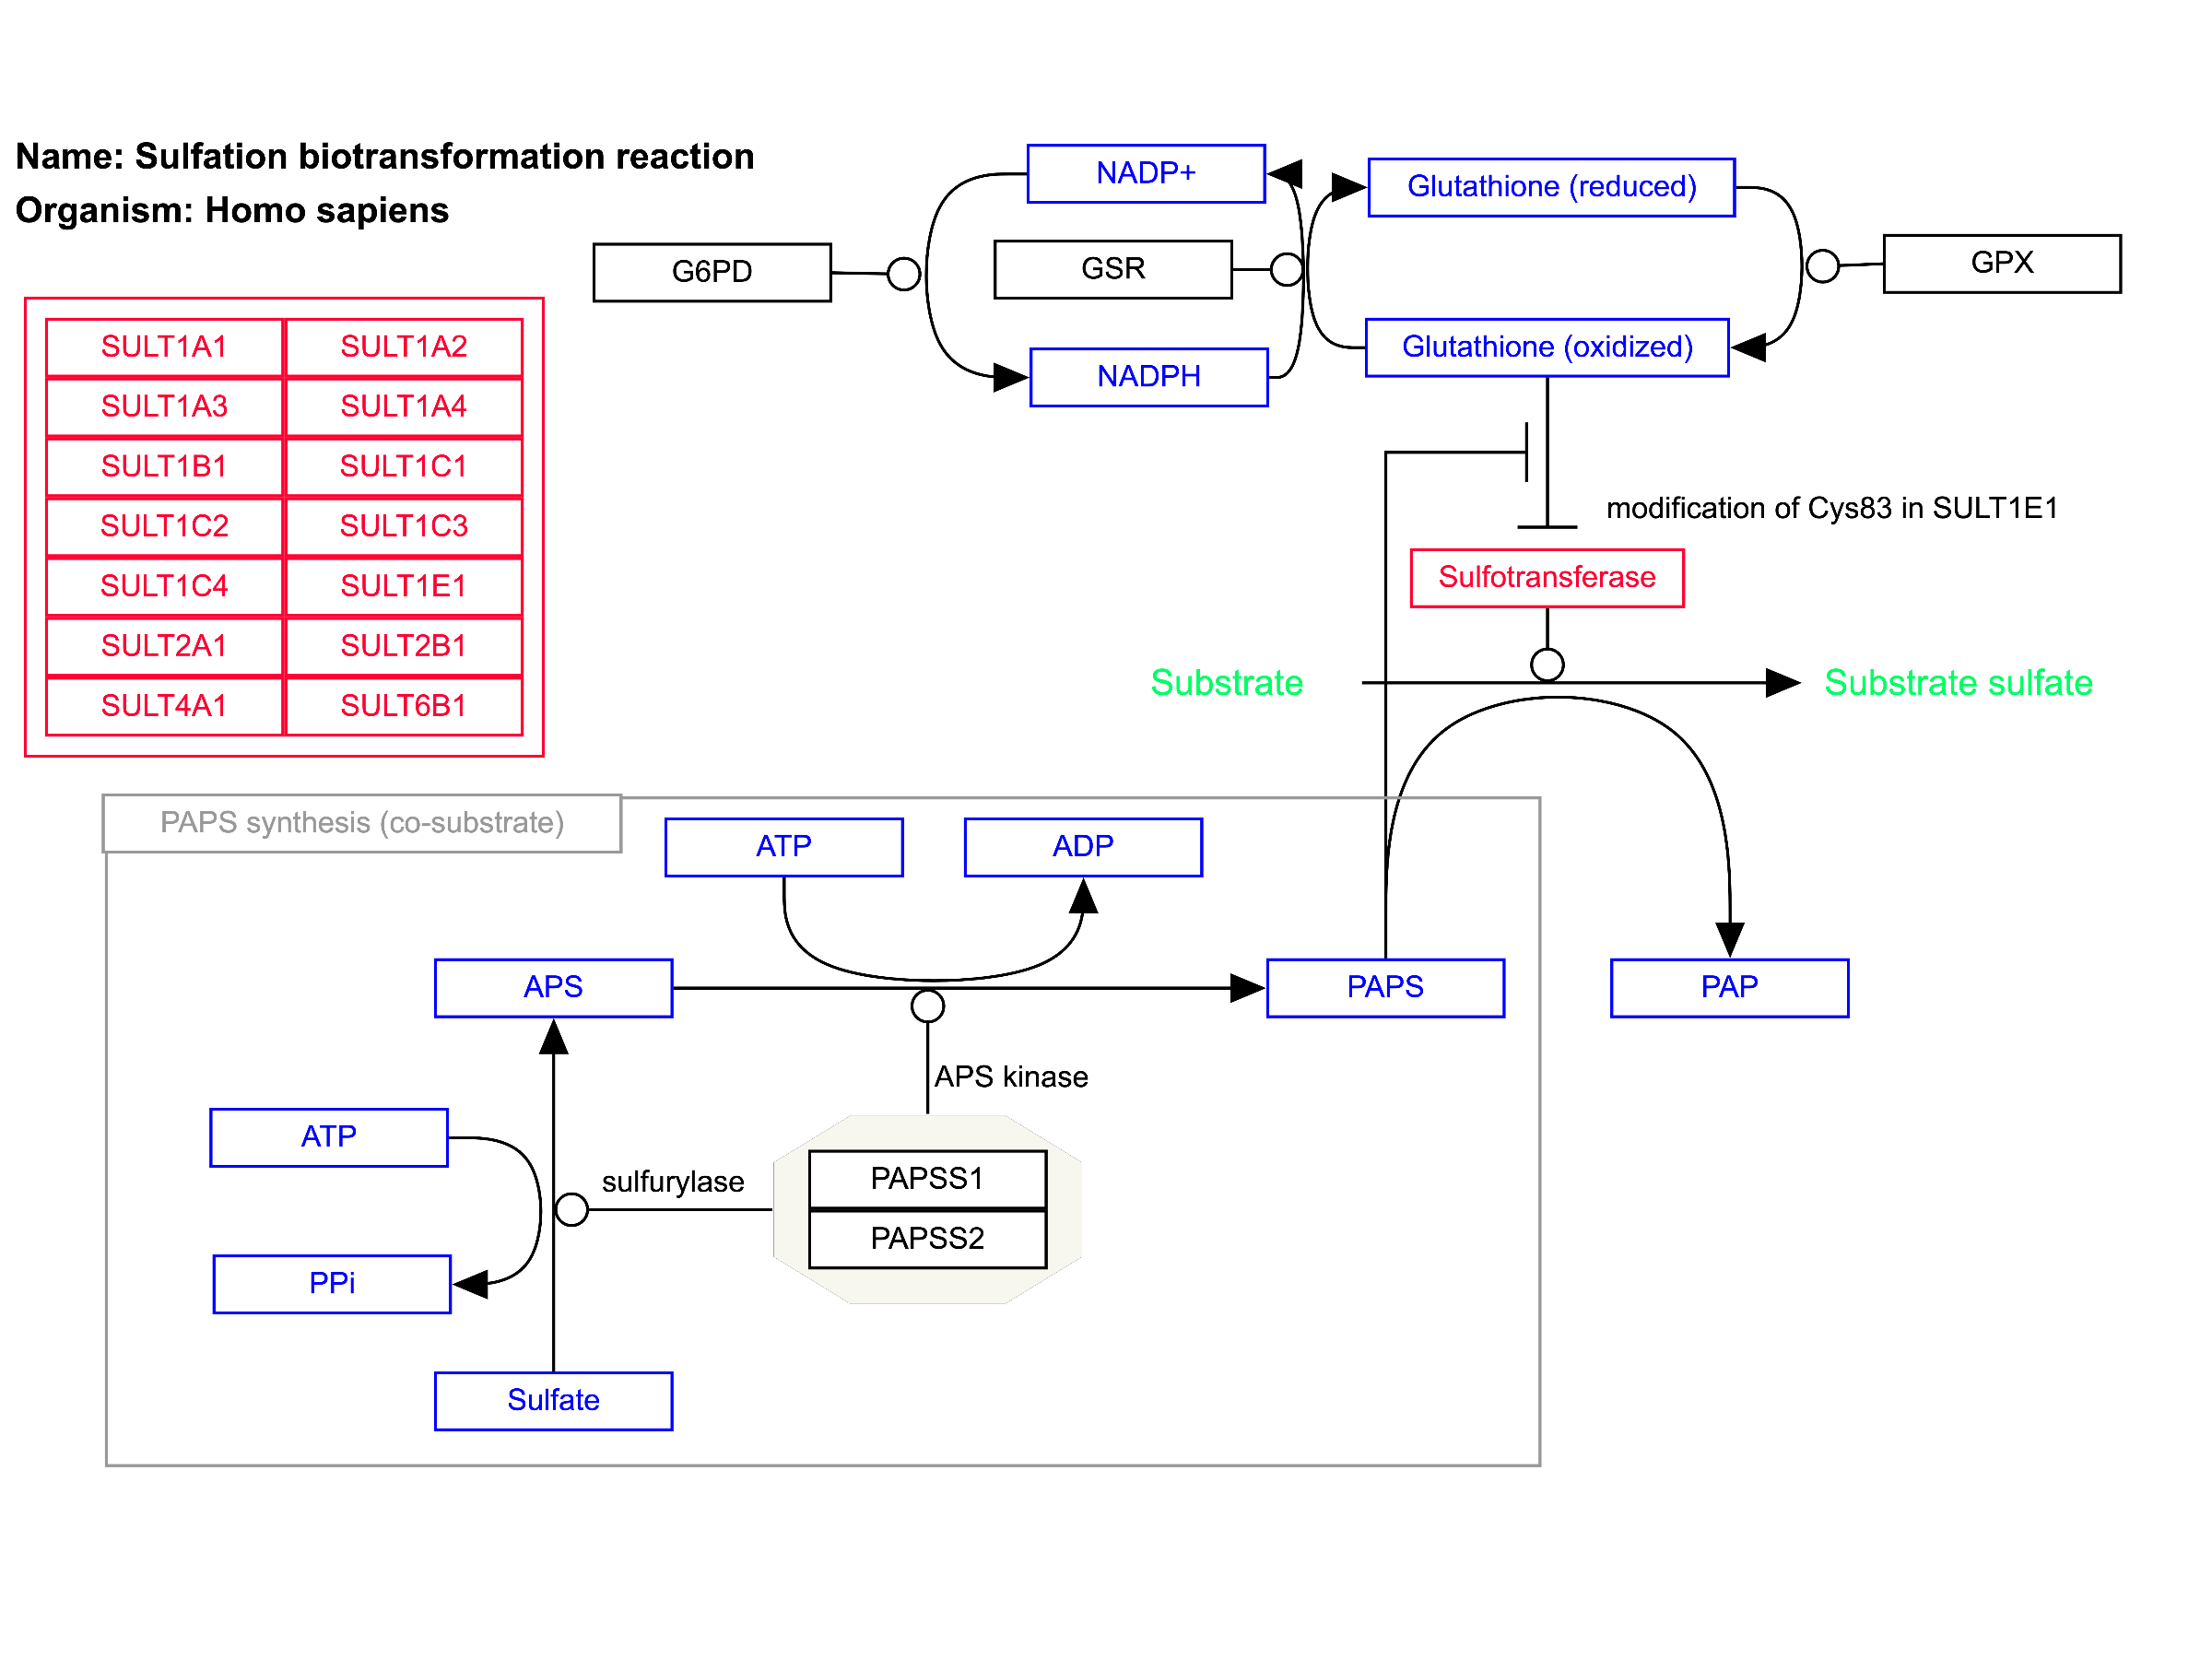 Name: Sulfation biotransformation reaction
Organism: Homo sapiens
NADP+
Glutathione (reduced)
G6PD
GSR
GPX
NADPH
Glutathione (oxidized)
SULT1A1
SULT1A2
SULT1A3
SULT1A4
SULT1B1
SULT1C1
SULT1C2
SULT1C3
SULT1C4
SULT1E1
SULT2A1
SULT2B1
SULT4A1
SULT6B1
modification of Cys83 in SULT1E1
Sulfotransferase
Substrate
Substrate sulfate
PAPS synthesis (co-substrate)
ATP
ADP
APS
PAPS
PAP
APS kinase
ATP
sulfurylase
PAPSS1
PAPSS2
PPi
Sulfate